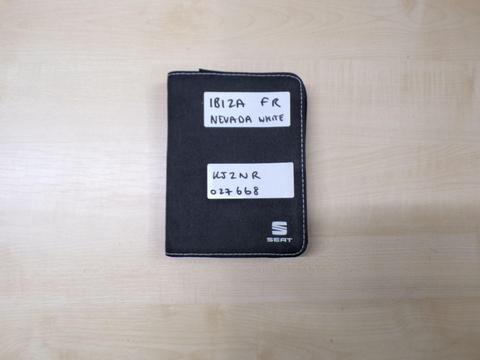 IBIZA FR
NEVADA WHITE
KJ2NR
027668
SEAT